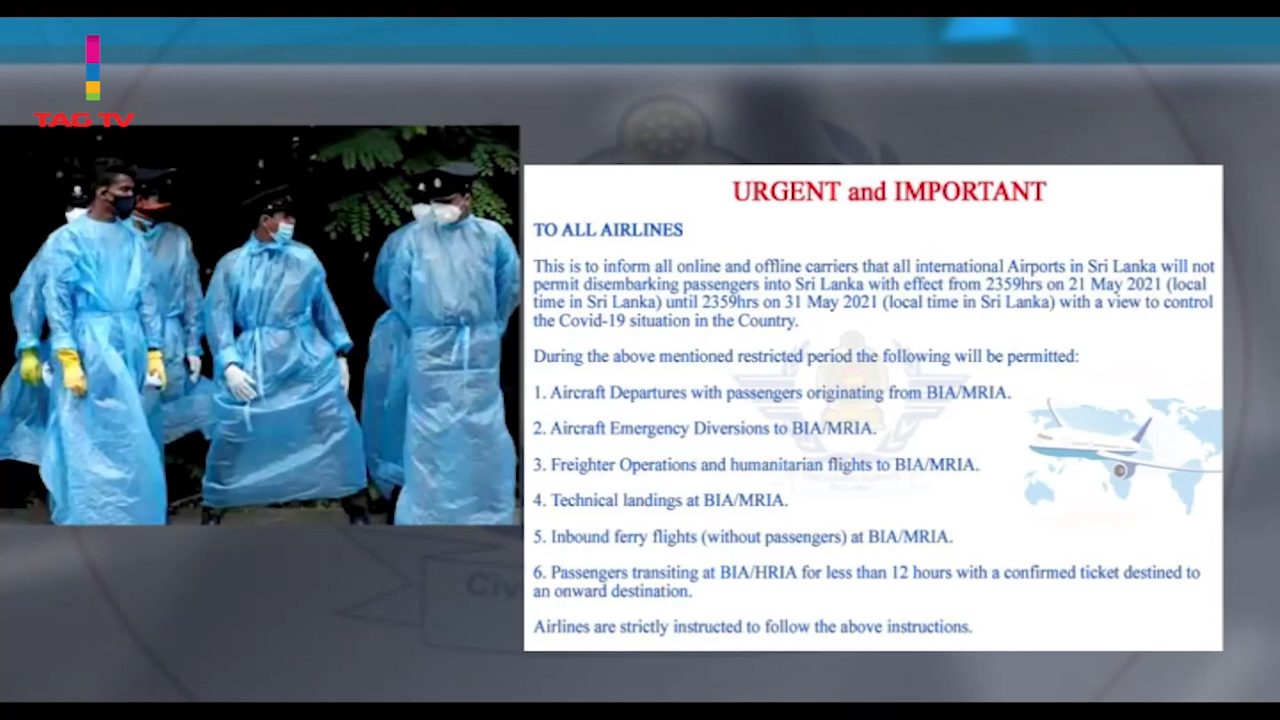 TAG TV
URGENT and IMPORTANT
TO ALL AIRLINES
This is to inform all online and offline carriers that all international Airports in Sri Lanka will not
permit disembarking passengers into Sri Lanka with effect from 2359hrs on 21 May 2021 (local
time in Sri Lanka) until 2359hrs on 31 May 2021 (local time in Sri Lanka) with a view to control
the Covid-19 situation in the Country.
During the above mentioned restricted period the following will be permitted:
1. Aircraft Departures with passengers originating from BIA/MRIA.
2. Aircraft Emergency Diversions to BIA/MRIA.
3. Freighter Operations and humanitarian flights to BIA/MRIA.
4. Technical landings at BIA/MRIA.
5. Inbound ferry flights (without passengers) at BIA/MRIA.
6. Passengers transiting at BIA/HRIA for less than 12 hours with a confirmed ticket destined to
an onward destination.
Airlines are strictly instructed to follow the above instructions.